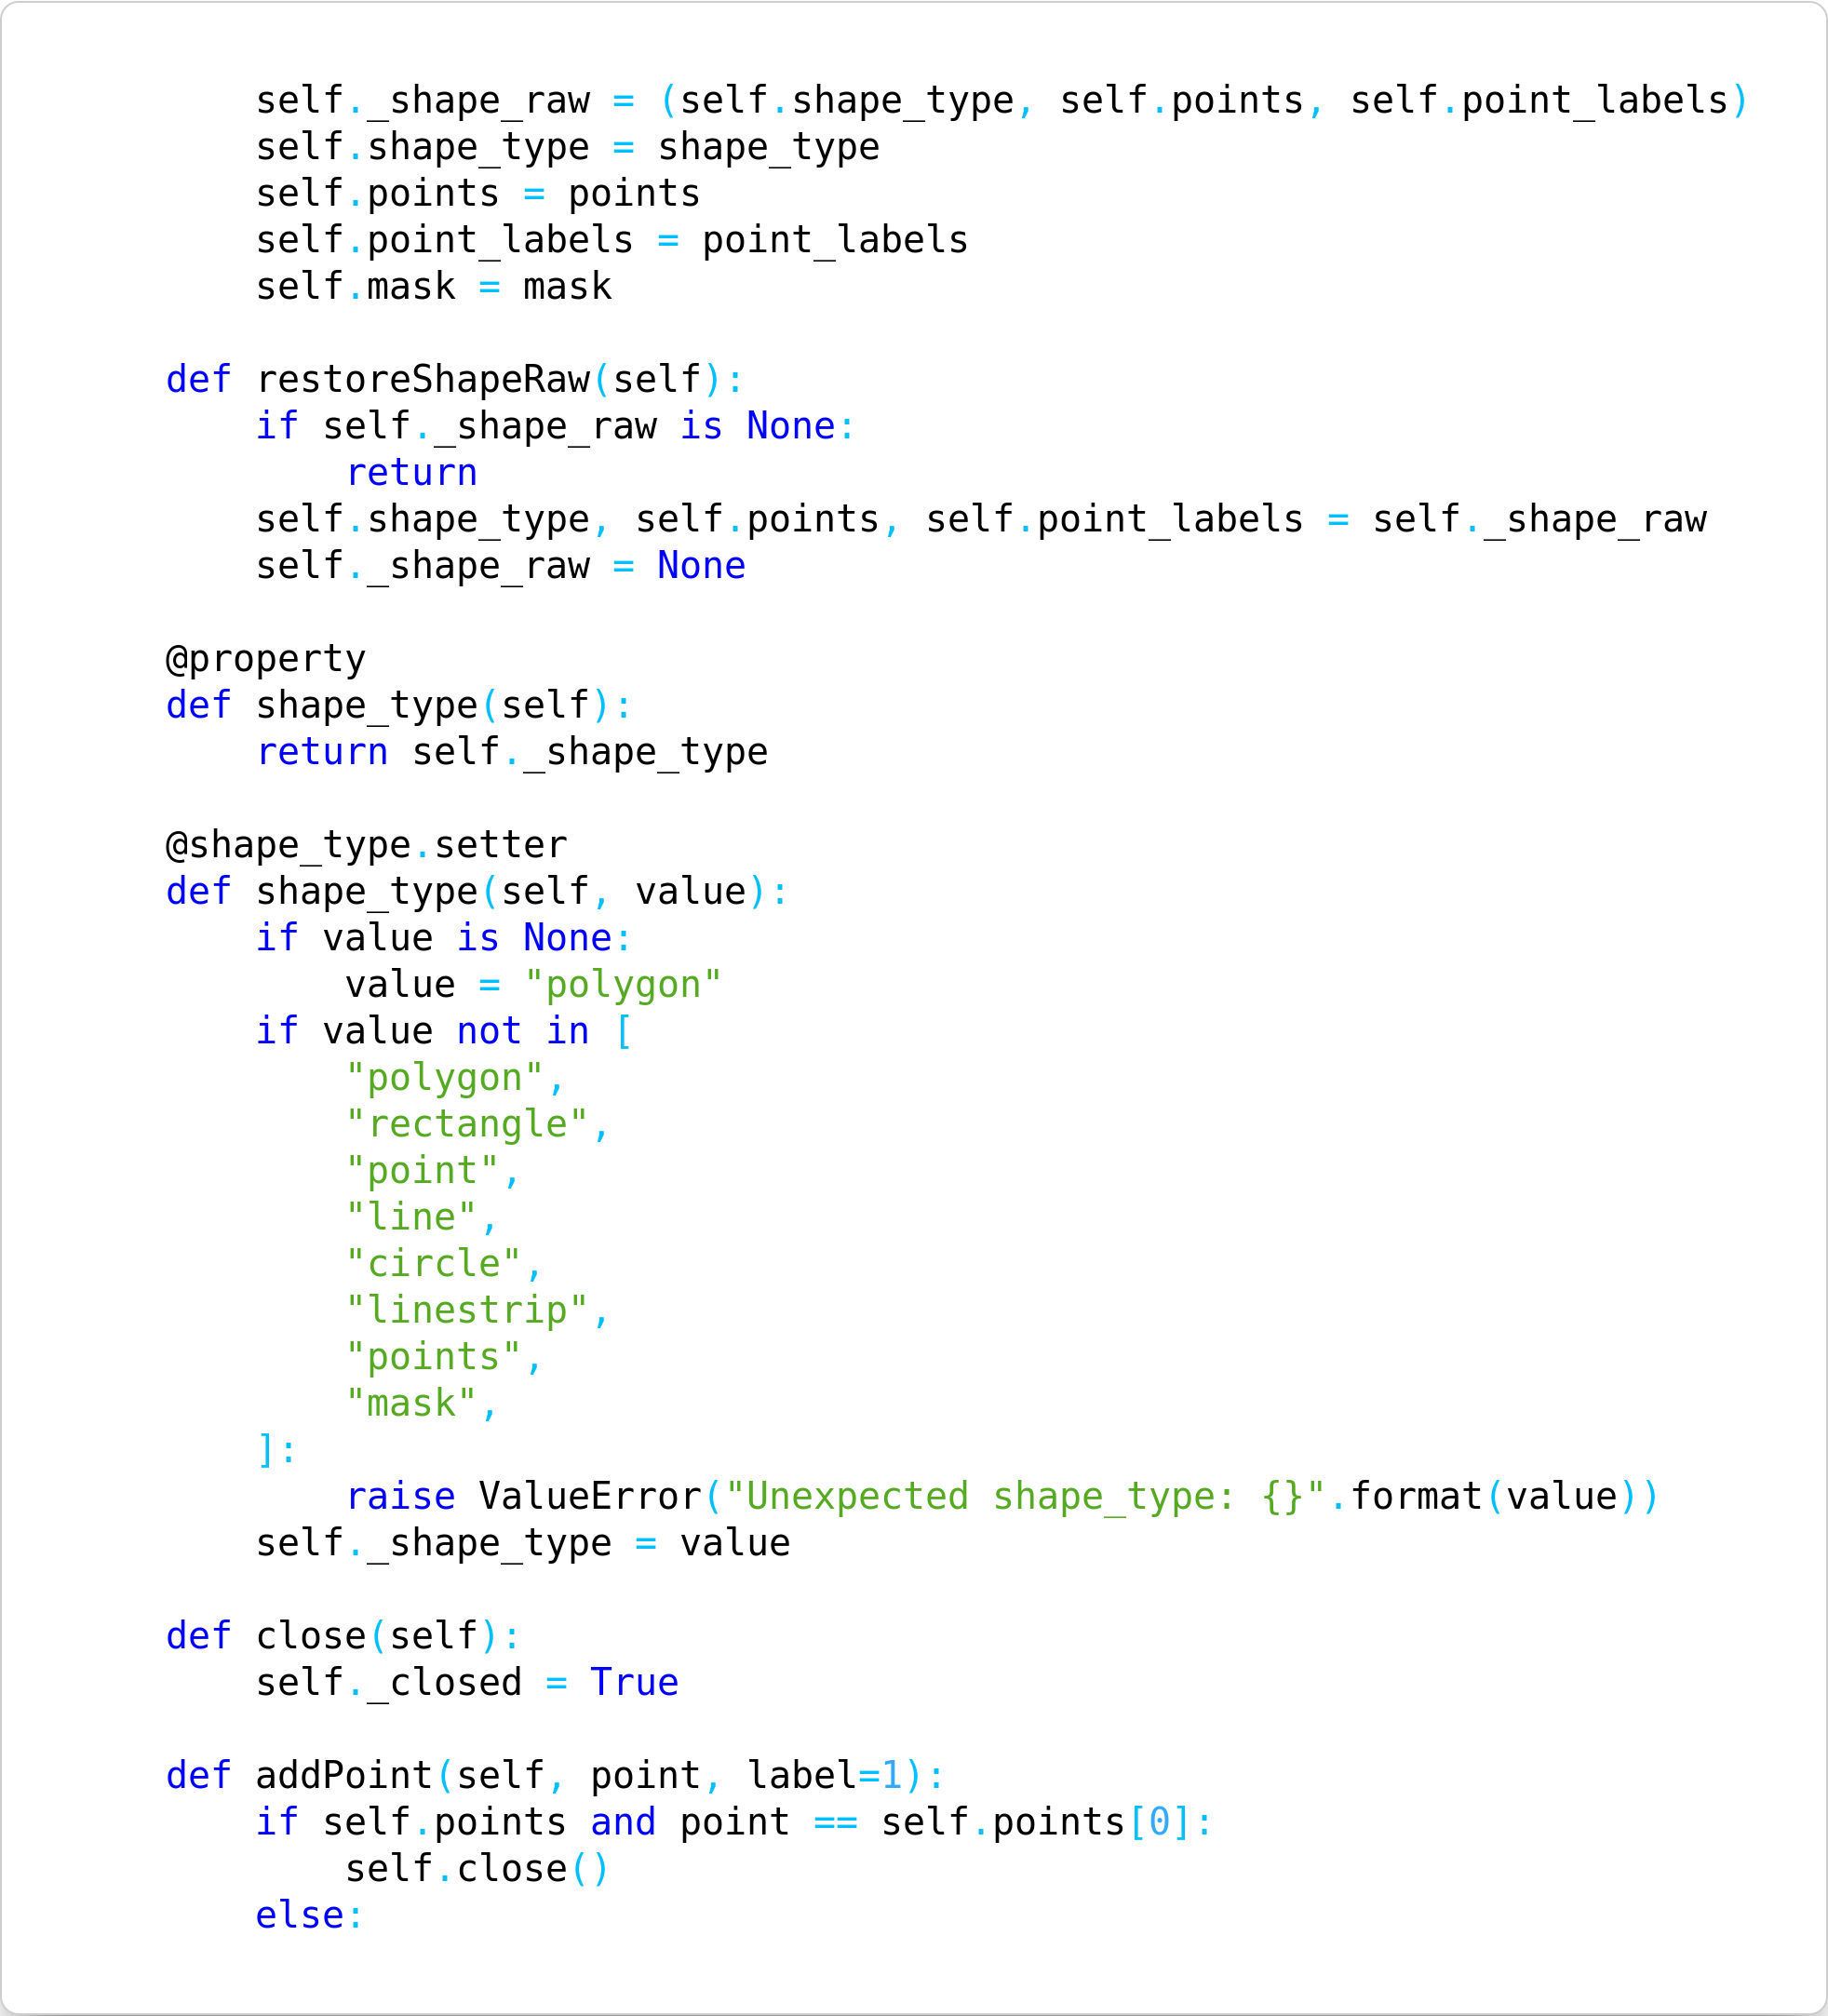 self._shape_raw = (self.shape_type, self.points, self.point_labels)
        self.shape_type = shape_type
        self.points = points
        self.point_labels = point_labels
        self.mask = mask

    def restoreShapeRaw(self):
        if self._shape_raw is None:
            return
        self.shape_type, self.points, self.point_labels = self._shape_raw
        self._shape_raw = None

    @property
    def shape_type(self):
        return self._shape_type

    @shape_type.setter
    def shape_type(self, value):
        if value is None:
            value = "polygon"
        if value not in [
            "polygon",
            "rectangle",
            "point",
            "line",
            "circle",
            "linestrip",
            "points",
            "mask",
        ]:
            raise ValueError("Unexpected shape_type: {}".format(value))
        self._shape_type = value

    def close(self):
        self._closed = True

    def addPoint(self, point, label=1):
        if self.points and point == self.points[0]:
            self.close()
        else: